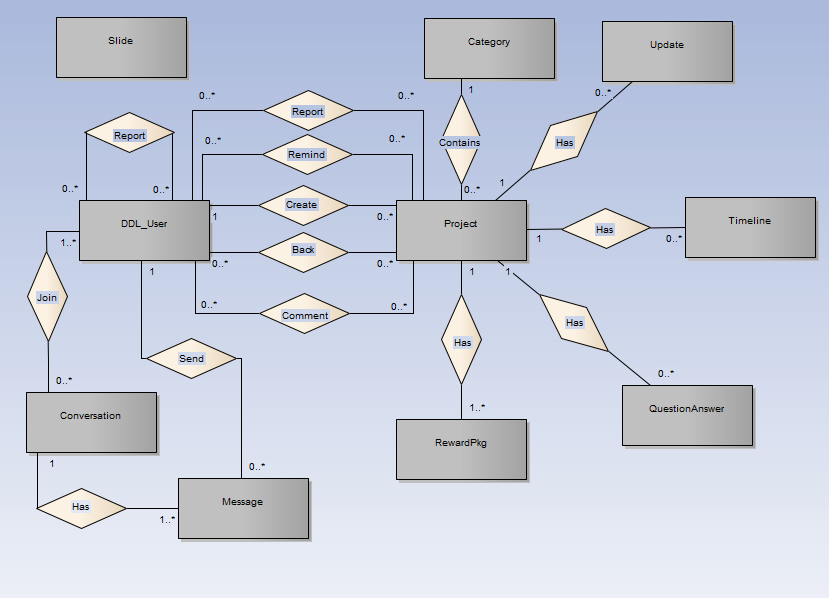 Slide
Category
Update
0..*
0..*
Report
0..*
1
0..*
Report
0..*
Remind
0..*
Contains
Has
0..*
0..*
Create
1
0..*
1
DDL_User
1
0..*
Project
Timeline
Has
1
0..*
1..*
Back
0..*
0..*
1
1
1
Join
0..*
Comment
0..*
Has
Has
Send
0..*
0..*
Conversation
1..*
QuestionAnswer
RewardPkg
1
0..*
Has
Message
1..*